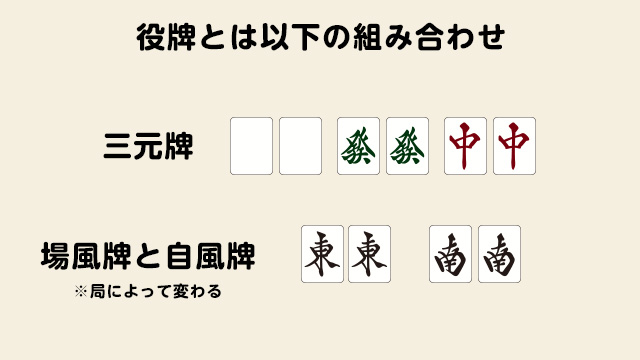 役牌とは以下の組み合わせ
三元牌 發 發 中 中
場風牌と自風牌 東 東 南 南
※局によって変わる